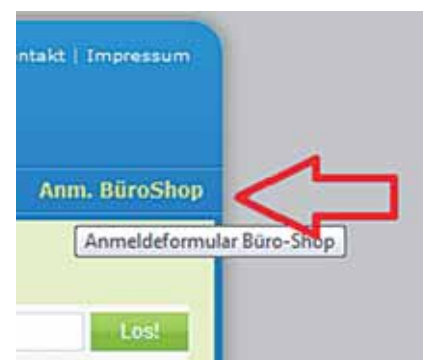 ntakt | Impressum
Anm. BüroShop
Anmeldeformular Büro-Shop
Los!